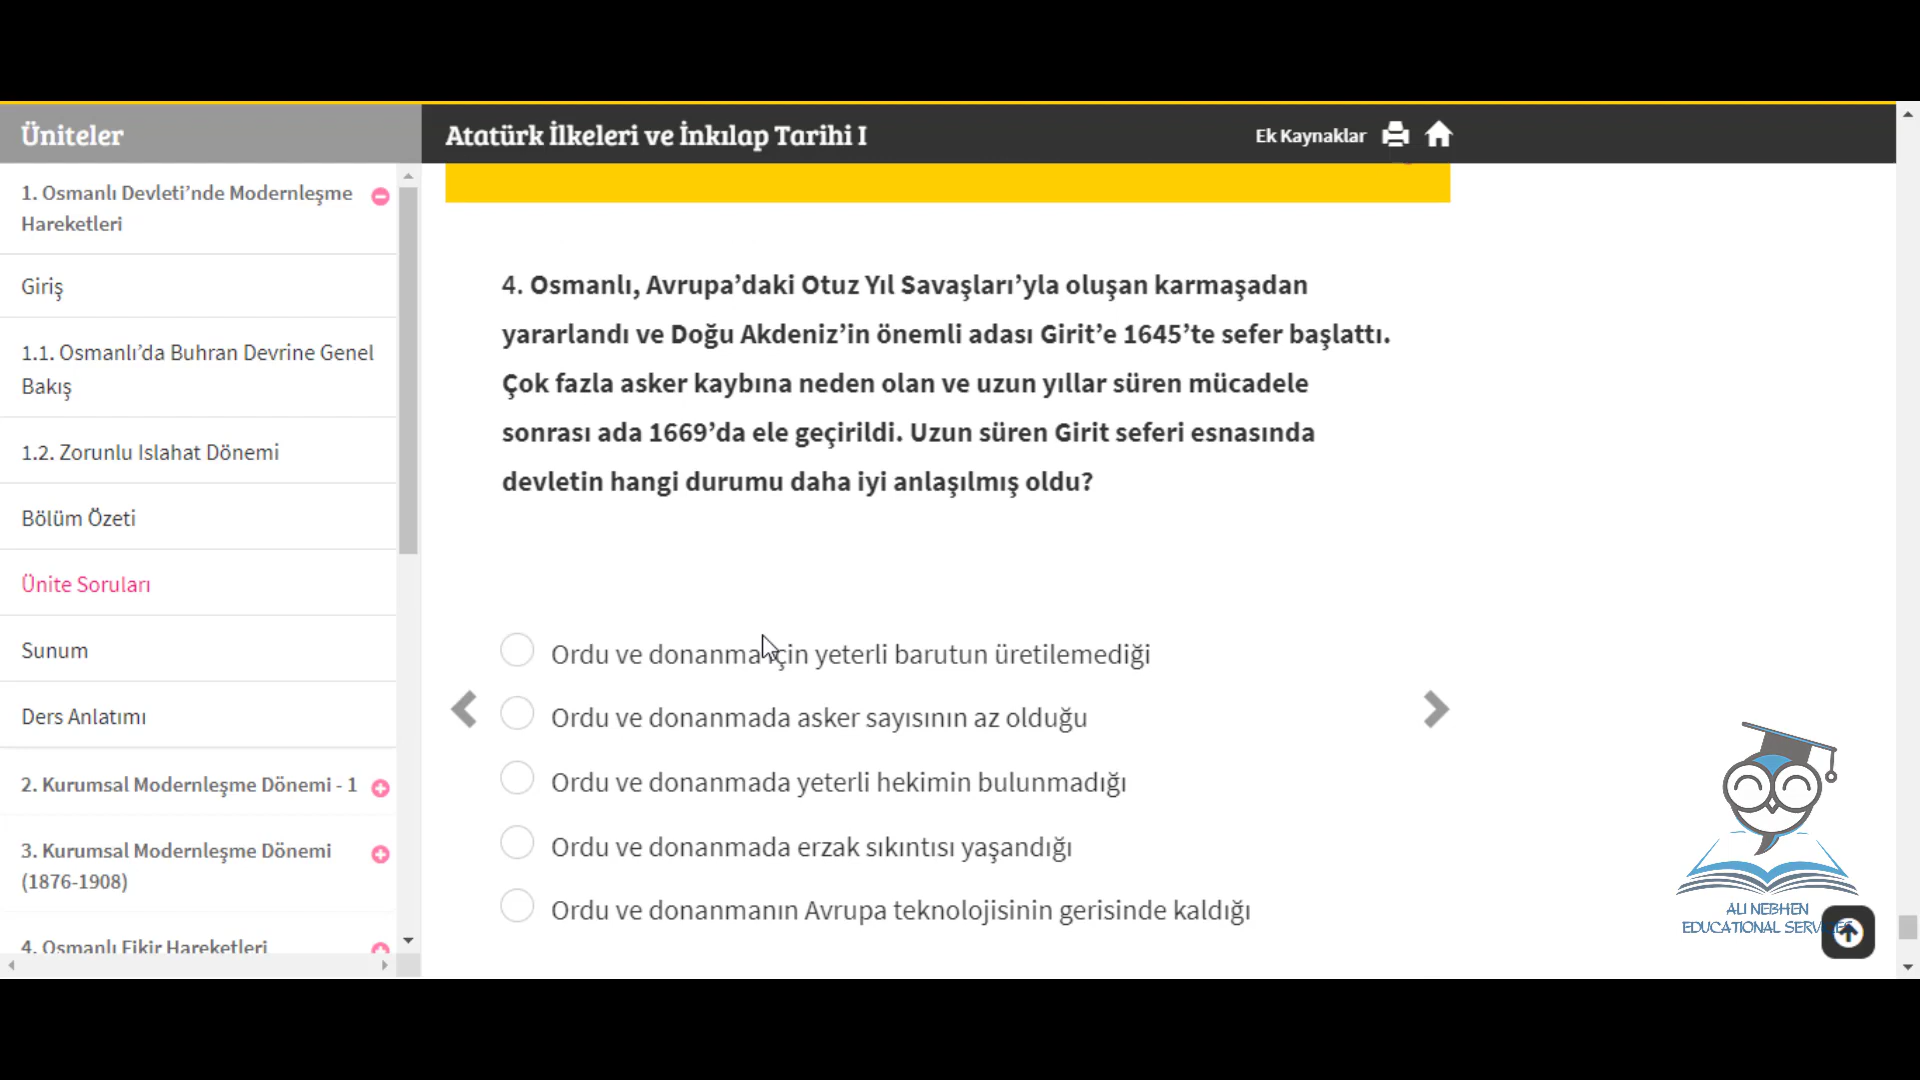 Üniteler
Atatürk İlkeleri ve İnkılap Tarihi I
Ek Kaynaklar
1. Osmanlı Devleti’nde Modernleşme
Hareketleri
Giriş
1.1. Osmanlı’da Buhran Devrine Genel
Bakış
1.2. Zorunlu Islahat Dönemi
Bölüm Özeti
Ünite Soruları
Sunum
Ders Anlatımı
2. Kurumsal Modernleşme Dönemi - 1
3. Kurumsal Modernleşme Dönemi
(1876-1908)
4. Osmanlı Fikir Hareketleri
4. Osmanlı, Avrupa’daki Otuz Yıl Savaşları’yla oluşan karmaşadan
yararlandı ve Doğu Akdeniz’in önemli adası Girit’e 1645’te sefer başlattı.
Çok fazla asker kaybına neden olan ve uzun yıllar süren mücadele
sonrası ada 1669’da ele geçirildi. Uzun süren Girit seferi esnasında
devletin hangi durumu daha iyi anlaşılmış oldu?
Ordu ve donanma için yeterli barutun üretilemediği
Ordu ve donanmada asker sayısının az olduğu
Ordu ve donanmada yeterli hekimin bulunmadığı
Ordu ve donanmada erzak sıkıntısı yaşandığı
Ordu ve donanmanın Avrupa teknolojisinin gerisinde kaldığı
ALI NEBHEN
EDUCATIONAL SERVICES